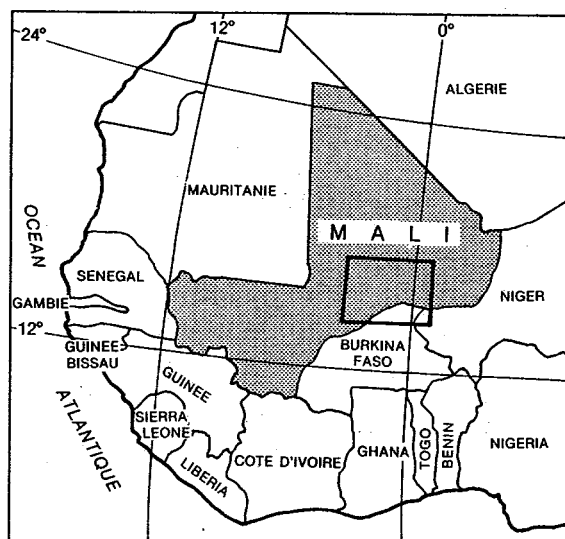 12°
0°
24°
ALGERIE
MAURITANIE
OCEAN
M A L I
SENEGAL
NIGER
GAMBIE
12°
BURKINA
FASO
GUINEE
BISSAU
GUINEE
ATLANTIQUE
SIERRA
LEONE
LIBERIA
COTE D'IVOIRE
GHANA
TOGO
BENIN
NIGERIA